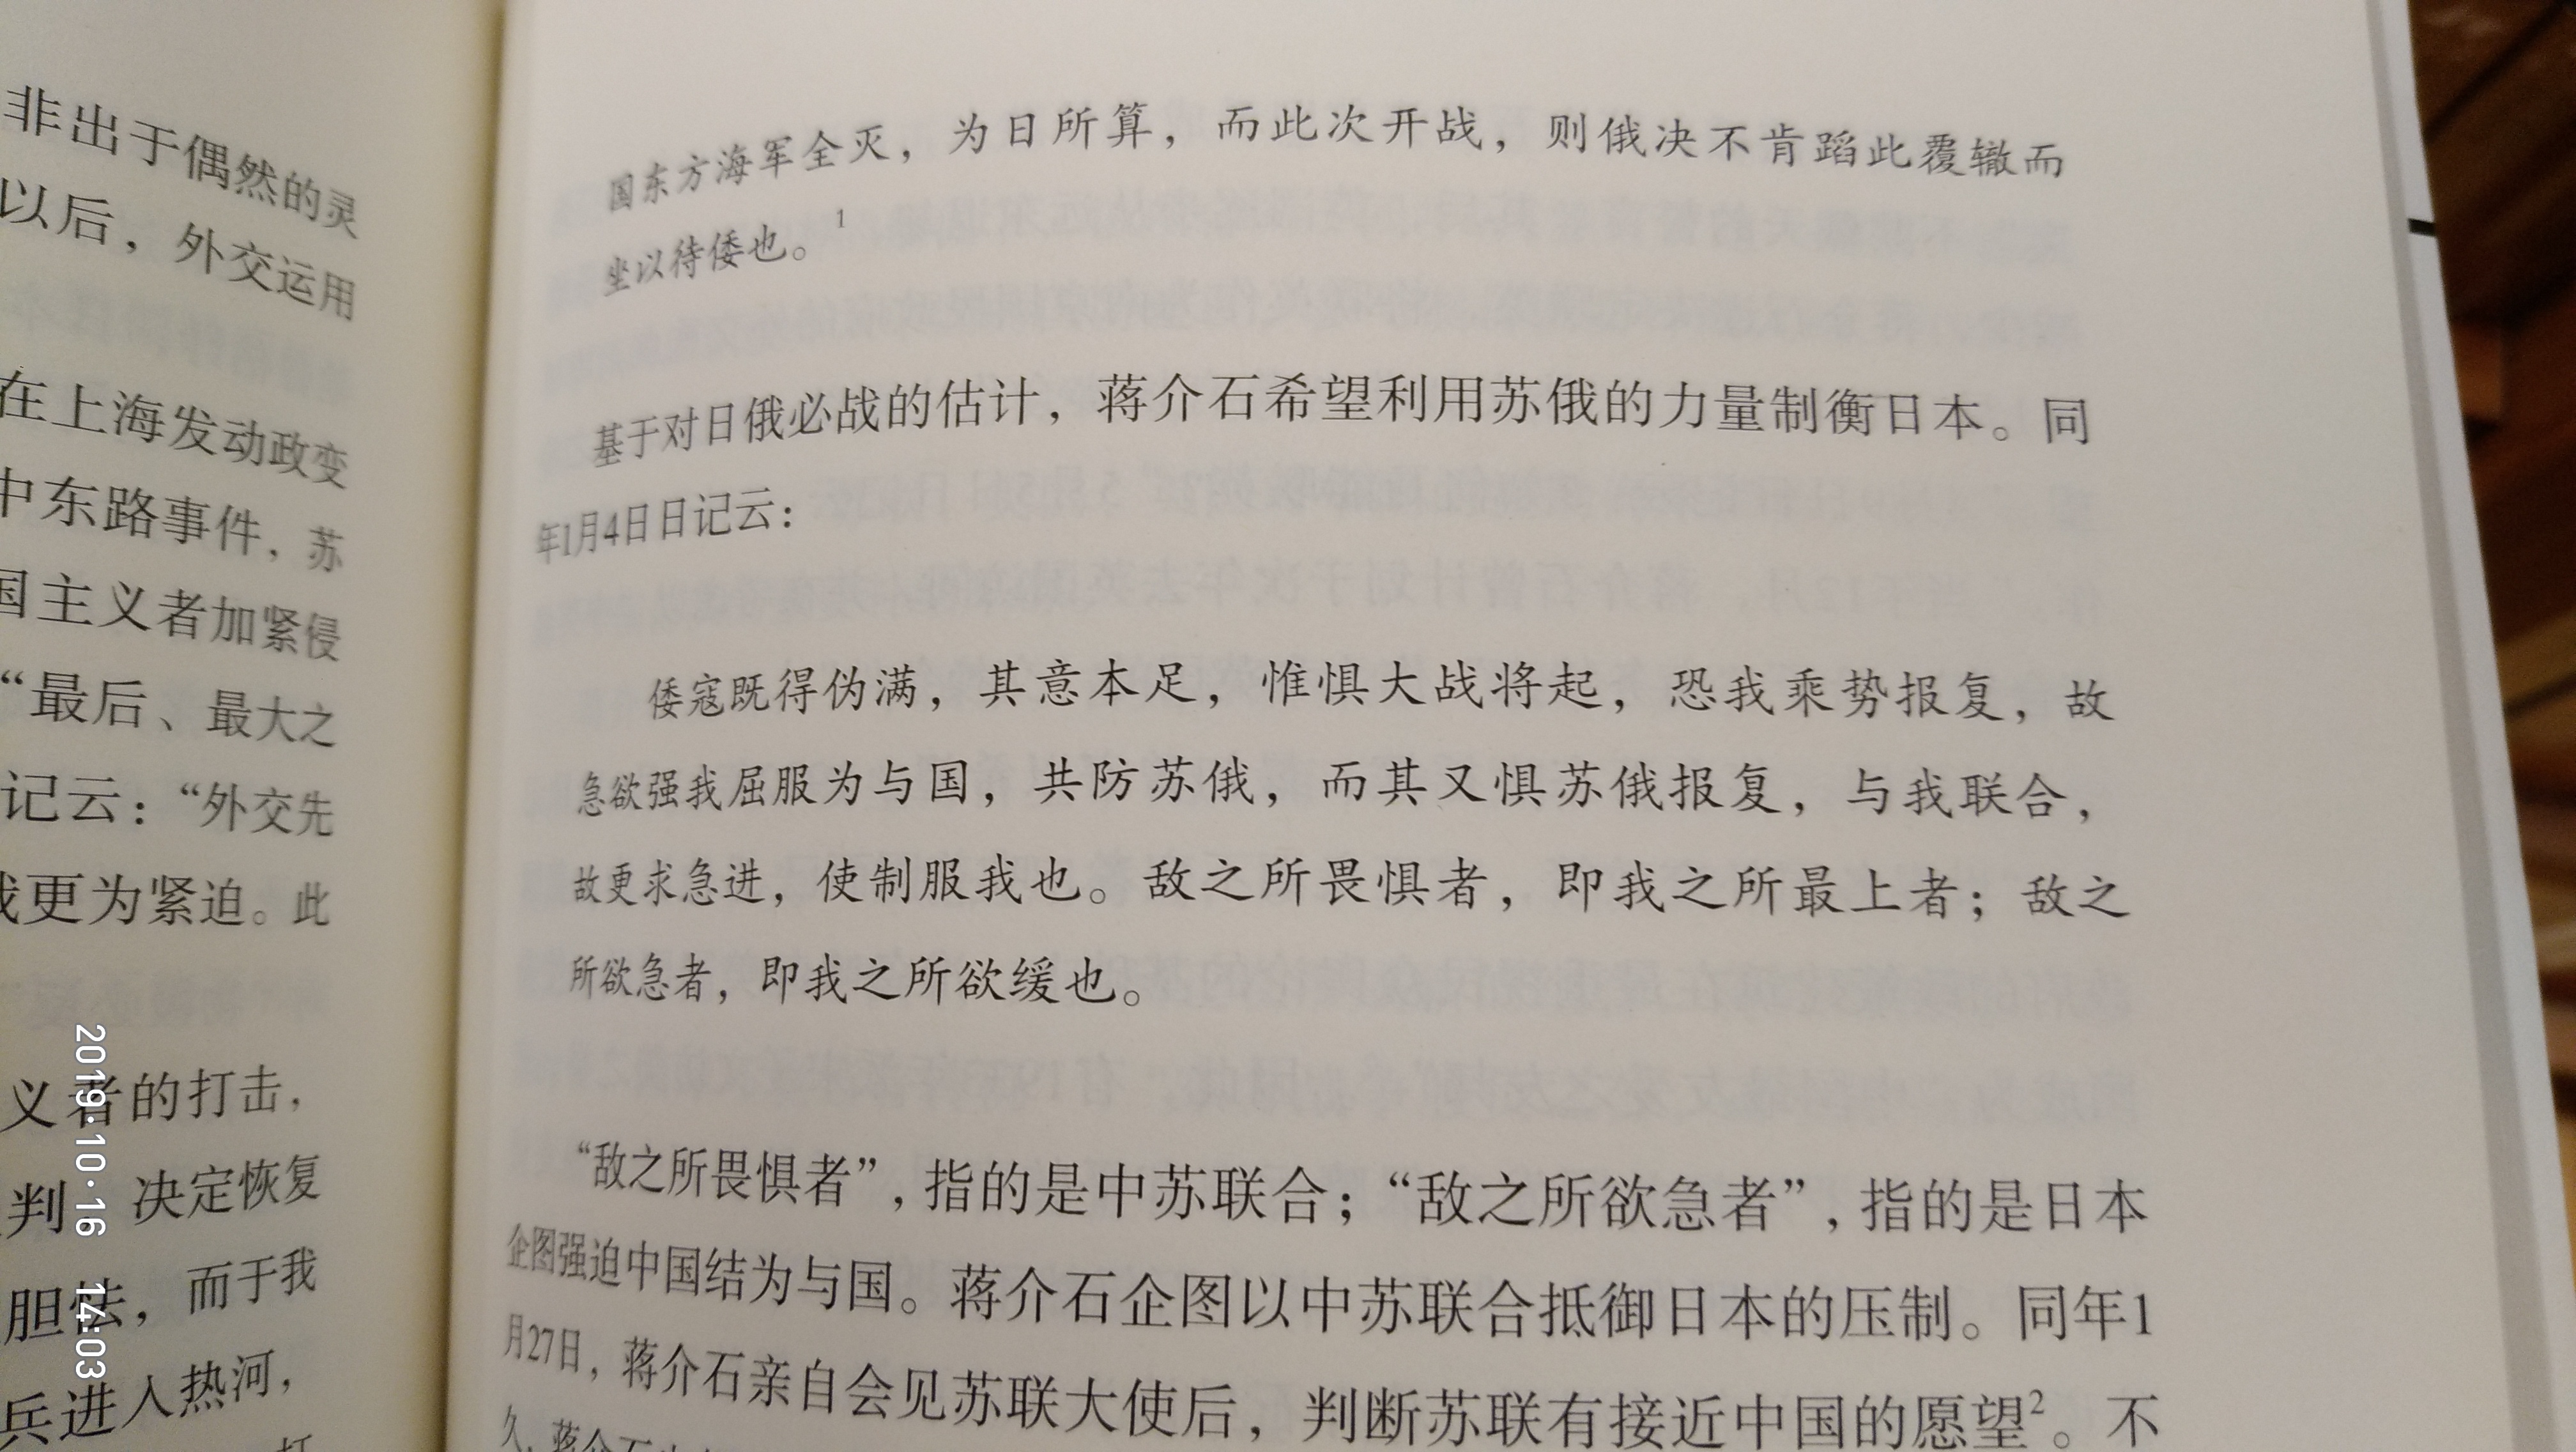 非出于偶然的灵
以后，外交运用
在上海发动政变
中东路事件，苏
国主义者加紧侵
“最后、最大之
记云：“外交先
我更为紧迫。此
义者的打击，
判，决定恢复
胆怯，而于我
兵进入热河，
国东方海军全灭，为日所算，而此次开战，则俄决不肯蹈此覆辙而
坐以待倭也。1
基于对日俄必战的估计，蒋介石希望利用苏俄的力量制衡日本。同
年1月4日日记云：
倭寇既得伪满，其意本足，惟惧大战将起，恐我乘势报复，故
急欲强我屈服为与国，共防苏俄，而其又惧苏俄报复，与我联合，
故更求急进，使制服我也。敌之所畏惧者，即我之所最上者；敌之
所欲急者，即我之所欲缓也。
“敌之所畏惧者”，指的是中苏联合；“敌之所欲急者”，指的是日本
企图强迫中国结为与国。蒋介石企图以中苏联合抵御日本的压制。同年1
月27日，蒋介石亲自会见苏联大使后，判断苏联有接近中国的愿望2。不
久，蒋介石
2019·10·16 14:03